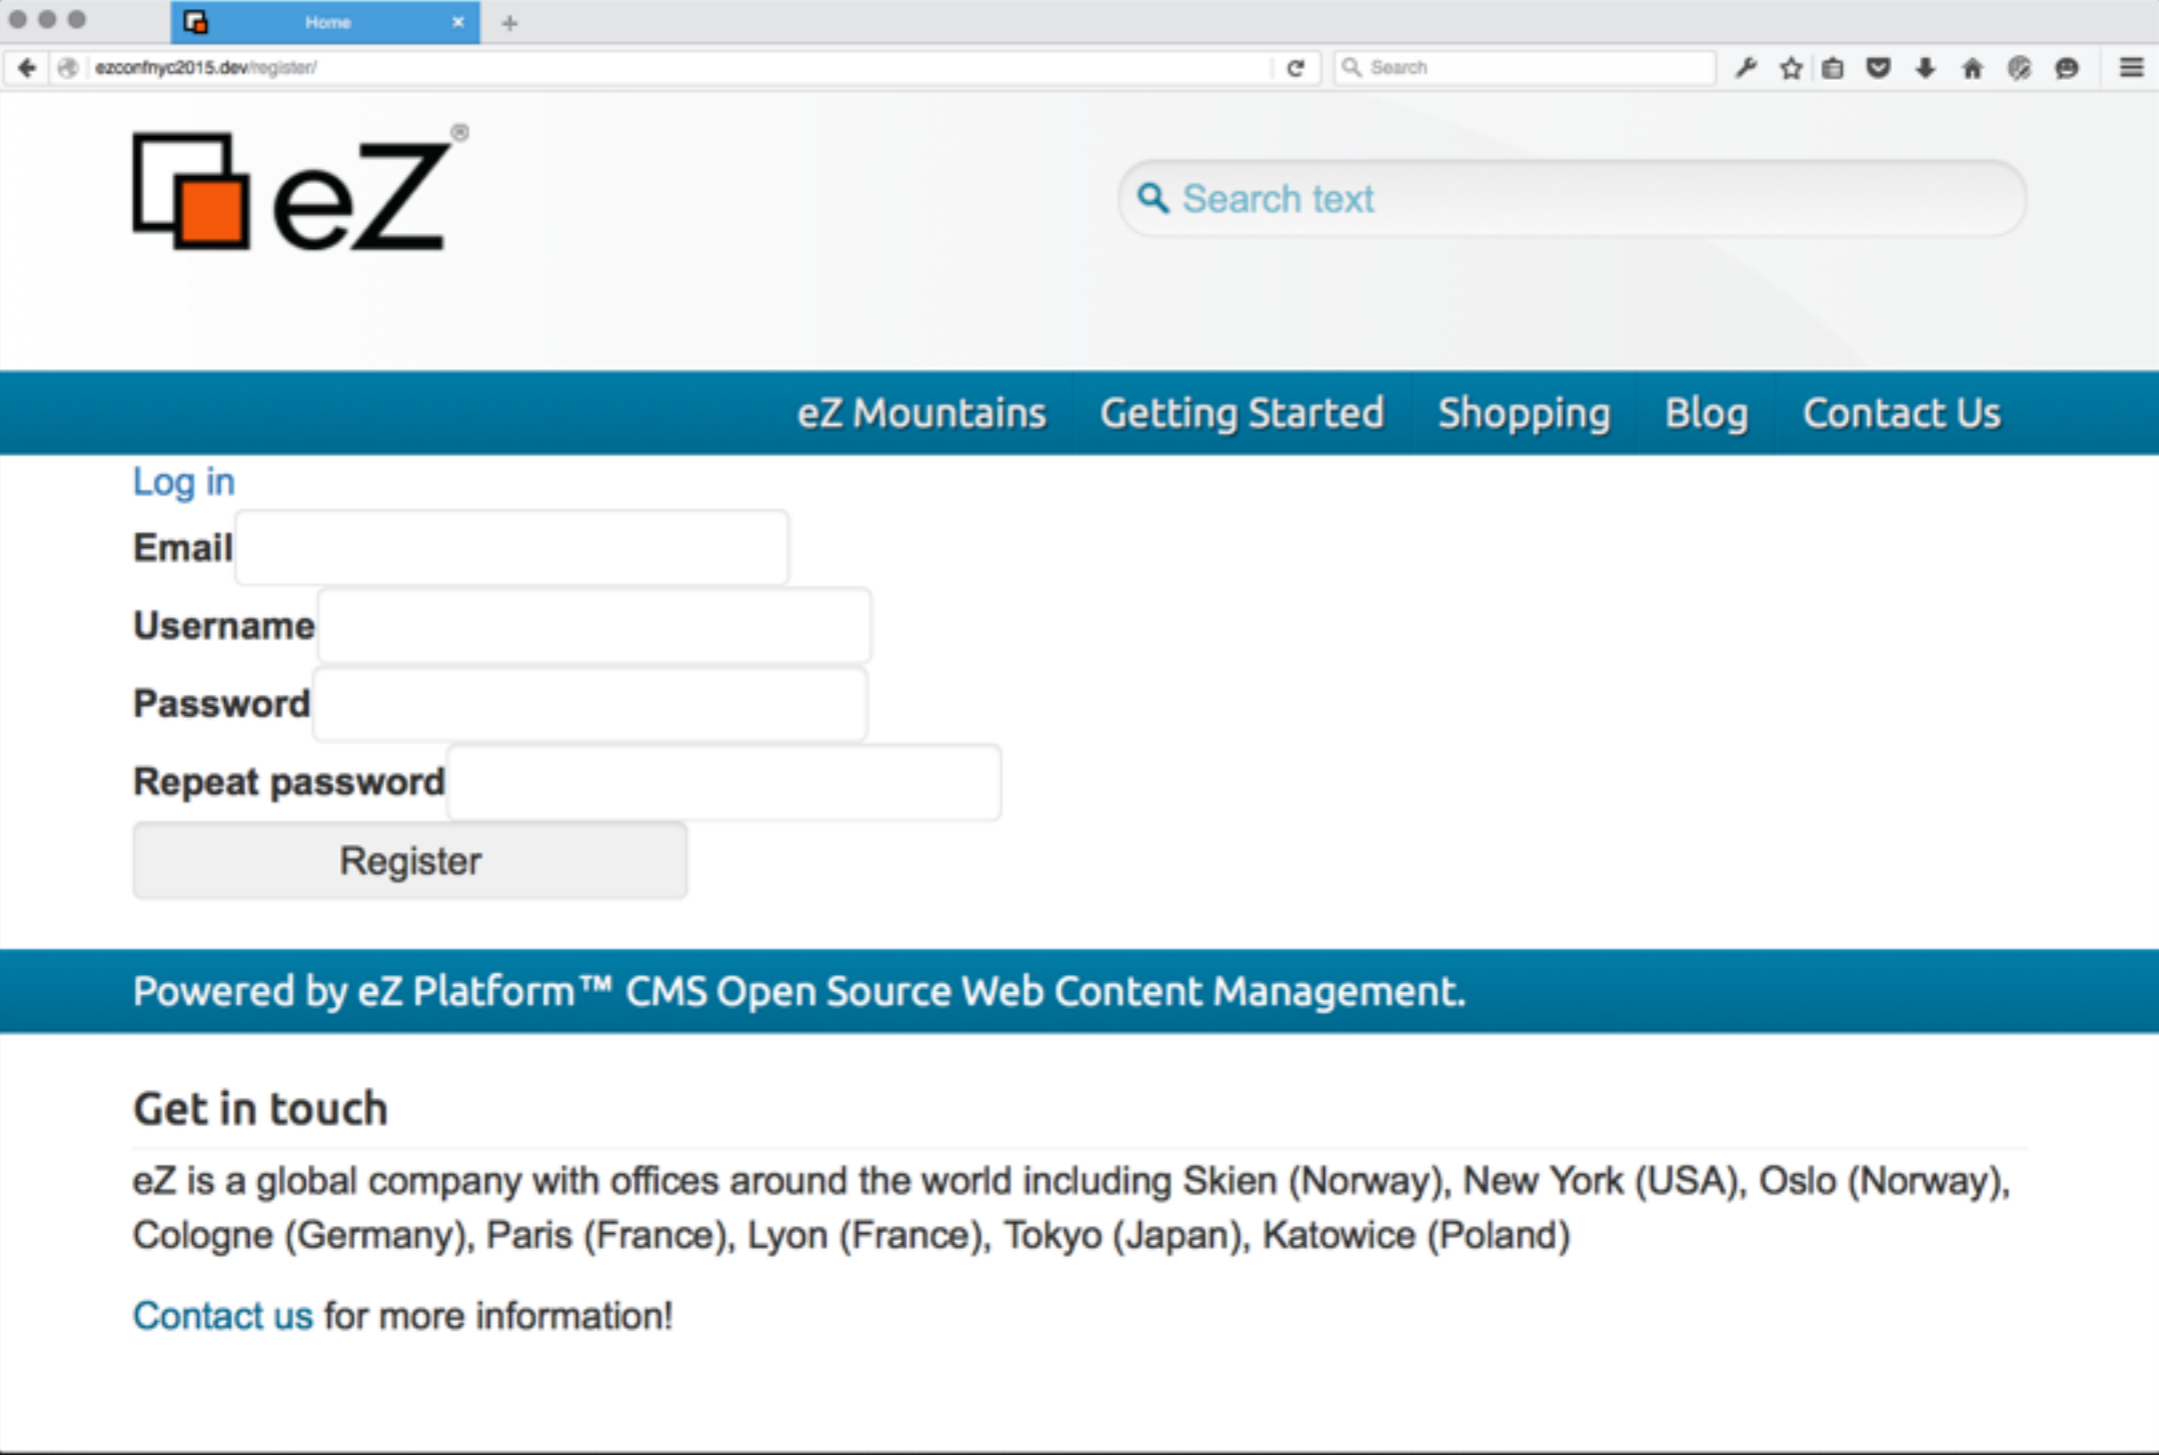 Home
ezconfnyc2015.dev/register/
Search
eZ®
Search text
eZ Mountains Getting Started Shopping Blog Contact Us
Log in
Email
Username
Password
Repeat password
Register
Powered by eZ Platform™ CMS Open Source Web Content Management.
Get in touch
eZ is a global company with offices around the world including Skien (Norway), New York (USA), Oslo (Norway),
Cologne (Germany), Paris (France), Lyon (France), Tokyo (Japan), Katowice (Poland)
Contact us for more information!